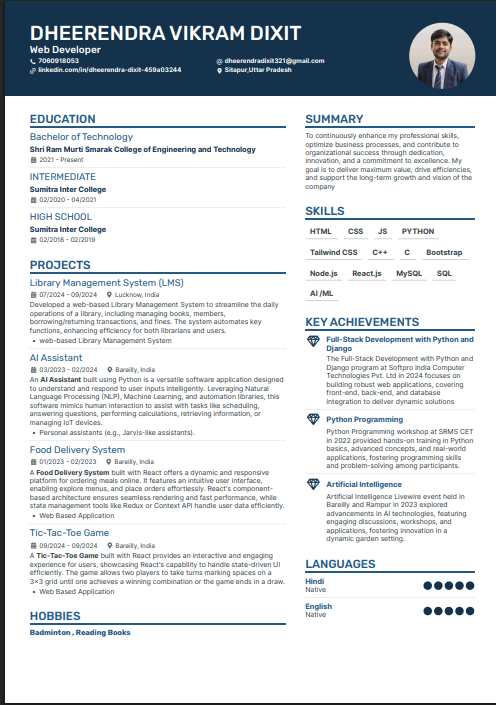 DHEERENDRA VIKRAM DIXIT
Web Developer
7060918053
dheerendradixit321@gmail.com
linkedin.com/in/dheerendra-dixit-459a03244
Sitapur,Uttar Pradesh
EDUCATION
Bachelor of Technology
Shri Ram Murti Smarak College of Engineering and Technology
2021 - Present
INTERMEDIATE
Sumitra Inter College
02/2020 - 04/2021
HIGH SCHOOL
Sumitra Inter College
02/2018 - 02/2019
PROJECTS
Library Management System (LMS)
07/2024 - 09/2024 Lucknow, India
Developed a web-based Library Management System to streamline the daily
operations of a library, including managing books, members,
borrowing/returning transactions, and fines. The system automates key
functions, enhancing efficiency for both librarians and users.
• web-based Library Management System
AI Assistant
03/2023 - 02/2024 Bareilly, India
An AI Assistant built using Python is a versatile software application designed
to understand and respond to user inputs intelligently. Leveraging Natural
Language Processing (NLP), Machine Learning, and automation libraries, this
software mimics human interaction to assist with tasks like scheduling,
answering questions, performing calculations, retrieving information, or
managing IoT devices.
• Personal assistants (e.g., Jarvis-like assistants).
Food Delivery System
01/2023 - 02/2023 Bareilly, India
A Food Delivery System built with React offers a dynamic and responsive
platform for ordering meals online. It features an intuitive user interface,
enabling explore menus, and place orders effortlessly. React's component-
based architecture ensures seamless rendering and fast performance, while
state management tools like Redux or Context API handle user data efficiently.
• Web Based Application
Tic-Tac-Toe Game
09/2024 - 09/2024 Bareilly, India
A Tic-Tac-Toe Game built with React provides an interactive and engaging
experience for users, showcasing React's capability to handle state-driven UI
efficiently. The game allows two players to take turns marking spaces on a
3×3 grid until one achieves a winning combination or the game ends in a draw.
• Web Based Application
HOBBIES
Badminton , Reading Books
SUMMARY
To continuously enhance my professional skills,
optimize business processes, and contribute to
organizational success through dedication,
innovation, and a commitment to excellence. My
goal is to deliver maximum value, drive efficiencies,
and support the long-term growth and vision of the
company
SKILLS
HTML CSS JS PYTHON
Tailwind CSS C++ C Bootstrap
Node.js React.js MySQL SQL
AI /ML
KEY ACHIEVEMENTS
Full-Stack Development with Python and
Django
The Full-Stack Development with Python and
Django program at Softpro India Computer
Technologies Pvt. Ltd in 2024 focuses on
building robust web applications, covering
front-end, back-end, and database
integration to deliver dynamic solutions
Python Programming
Python Programming workshop at SRMS CET
in 2022 provided hands-on training in Python
basics, advanced concepts, and real-world
applications, fostering programming skills
and problem-solving among participants.
Artificial Intelligence
Artificial Intelligence Livewire event held in
Bareilly and Rampur in 2023 explored
advancements in AI technologies, featuring
engaging discussions, workshops, and
applications, fostering innovation in a
dynamic garden setting.
LANGUAGES
Hindi
Native
English
Native